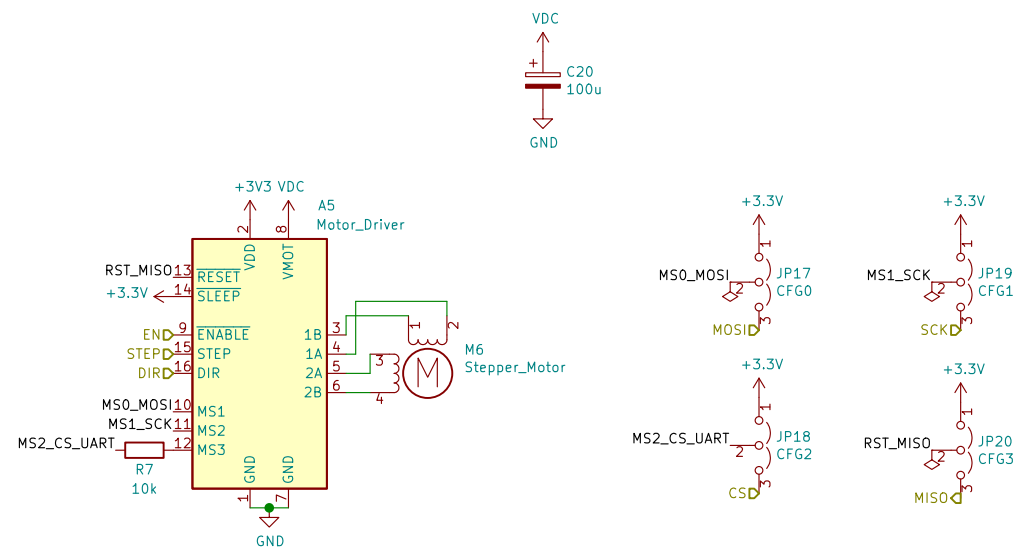 VDC
+
C20
100u
GND
+3V3 VDC
A5
Motor_Driver
2
8
VDD
VMOT
RST_MISO 13 RESET
+3.3V 14 SLEEP
EN 9 ENABLE
STEP 15 STEP
DIR 16 DIR
MS0_MOSI 10 MS1
MS1_SCK 11 MS2
MS2_CS_UART 12 MS3
R7
10k
1B 3
1A 4
2A 5
2B 6
1
2
3
4
M
M6
Stepper_Motor
GND
GND
1
7
GND
+3.3V
1
MS0_MOSI
2
JP17
CFG0
3
MOSI
+3.3V
1
MS1_SCK
2
JP19
CFG1
3
SCK
+3.3V
1
MS2_CS_UART
2
JP18
CFG2
3
CS
+3.3V
1
RST_MISO
2
JP20
CFG3
3
MISO